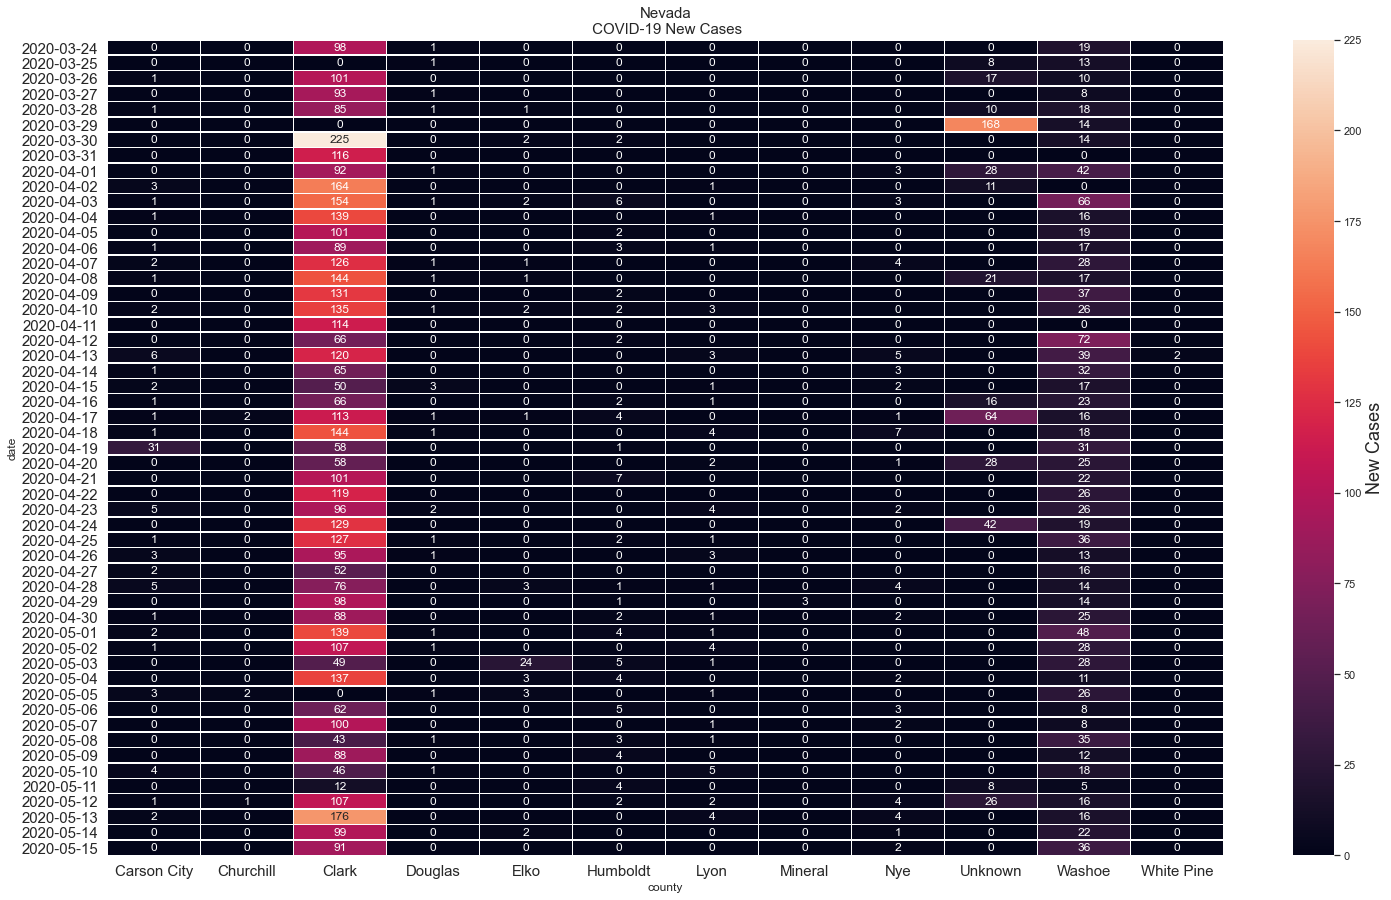 Nevada
COVID-19 New Cases
2020-03-24 0 0 98 1 0 0 0 0 0 0 19 0
2020-03-25 0 0 0 1 0 0 0 0 0 8 13 0
2020-03-26 1 0 101 0 0 0 0 0 0 17 10 0
2020-03-27 0 0 93 1 0 0 0 0 0 0 8 0
2020-03-28 1 0 85 1 1 0 0 0 0 10 18 0
2020-03-29 0 0 0 0 0 0 0 0 0 168 14 0
2020-03-30 0 0 225 0 2 2 0 0 0 0 14 0
2020-03-31 0 0 116 0 0 0 0 0 0 0 0 0
2020-04-01 0 0 92 1 0 0 0 0 3 28 42 0
2020-04-02 3 0 164 0 0 0 1 0 0 11 0 0
2020-04-03 1 0 154 1 2 6 0 0 3 0 66 0
2020-04-04 1 0 139 0 0 0 1 0 0 0 16 0
2020-04-05 0 0 101 0 0 2 0 0 0 0 19 0
2020-04-06 1 0 89 0 0 3 1 0 0 0 17 0
2020-04-07 2 0 126 1 1 0 0 0 4 0 28 0
2020-04-08 1 0 144 1 1 0 0 0 0 21 17 0
2020-04-09 0 0 131 0 0 2 0 0 0 0 37 0
2020-04-10 2 0 135 1 2 2 3 0 0 0 26 0
2020-04-11 0 0 114 0 0 0 0 0 0 0 0 0
2020-04-12 0 0 66 0 0 2 0 0 0 0 72 0
2020-04-13 6 0 120 0 0 0 3 0 5 0 39 2
2020-04-14 1 0 65 0 0 0 0 0 3 0 32 0
2020-04-15 2 0 50 3 0 0 1 0 2 0 17 0
2020-04-16 1 0 66 0 0 2 1 0 0 16 23 0
2020-04-17 1 2 113 1 1 4 0 0 1 64 16 0
2020-04-18 1 0 144 1 0 0 4 0 7 0 18 0
2020-04-19 31 0 58 0 0 1 0 0 0 0 31 0
2020-04-20 0 0 58 0 0 0 2 0 1 28 25 0
2020-04-21 0 0 101 0 0 7 0 0 0 0 22 0
2020-04-22 0 0 119 0 0 0 0 0 0 0 26 0
2020-04-23 5 0 96 2 0 0 4 0 2 0 26 0
2020-04-24 0 0 129 0 0 0 0 0 0 42 19 0
2020-04-25 1 0 127 1 0 2 1 0 0 0 36 0
2020-04-26 3 0 95 1 0 0 3 0 0 0 13 0
2020-04-27 2 0 52 0 0 0 0 0 0 0 16 0
2020-04-28 5 0 76 0 3 1 1 0 4 0 14 0
2020-04-29 0 0 98 0 0 1 0 3 0 0 14 0
2020-04-30 1 0 88 0 0 2 1 0 2 0 25 0
2020-05-01 2 0 139 1 0 4 1 0 0 0 48 0
2020-05-02 1 0 107 1 0 0 4 0 0 0 28 0
2020-05-03 0 0 49 0 24 5 1 0 0 0 28 0
2020-05-04 0 0 137 0 3 4 0 0 2 0 11 0
2020-05-05 3 2 0 1 3 0 1 0 0 0 26 0
2020-05-06 0 0 62 0 0 5 0 0 3 0 8 0
2020-05-07 0 0 100 0 0 0 1 0 2 0 8 0
2020-05-08 0 0 43 1 0 3 1 0 0 0 35 0
2020-05-09 0 0 88 0 0 4 0 0 0 0 12 0
2020-05-10 4 0 46 1 0 0 5 0 0 0 18 0
2020-05-11 0 0 12 0 0 4 0 0 0 8 5 0
2020-05-12 1 1 107 0 0 2 2 0 4 26 16 0
2020-05-13 2 0 176 0 0 0 4 0 4 0 16 0
2020-05-14 0 0 99 0 2 0 0 0 1 0 22 0
2020-05-15 0 0 91 0 0 0 0 0 2 0 36 0
Carson City Churchill Clark Douglas Elko Humboldt Lyon Mineral Nye Unknown Washoe White Pine
county
date
225
200
175
150
125
100
75
50
25
0
New Cases